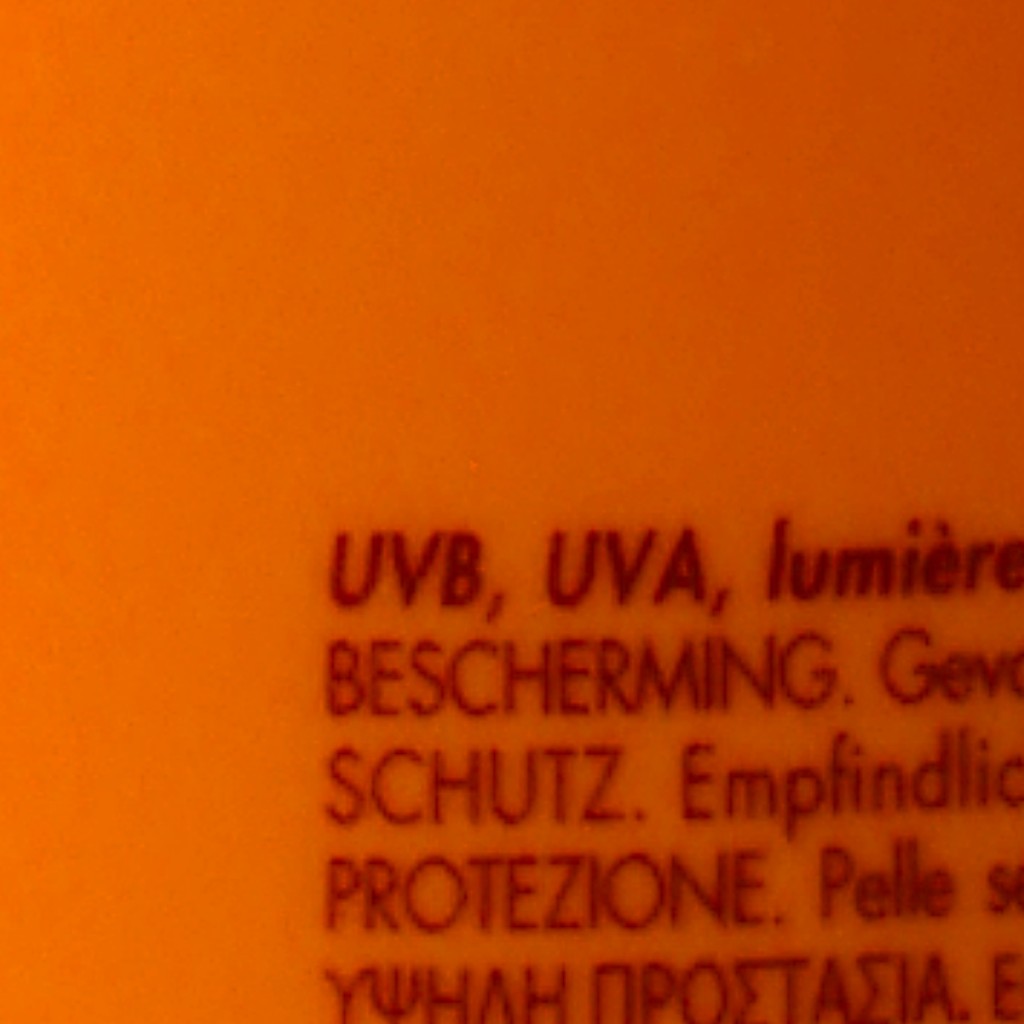 UVB, UVA, lumière
BESCHERMING.
SCHUTZ.
PROTEZIONE. Pelle
ΥΨΗΛΗ ΠΡΟΣΤΑΣΙΑ.